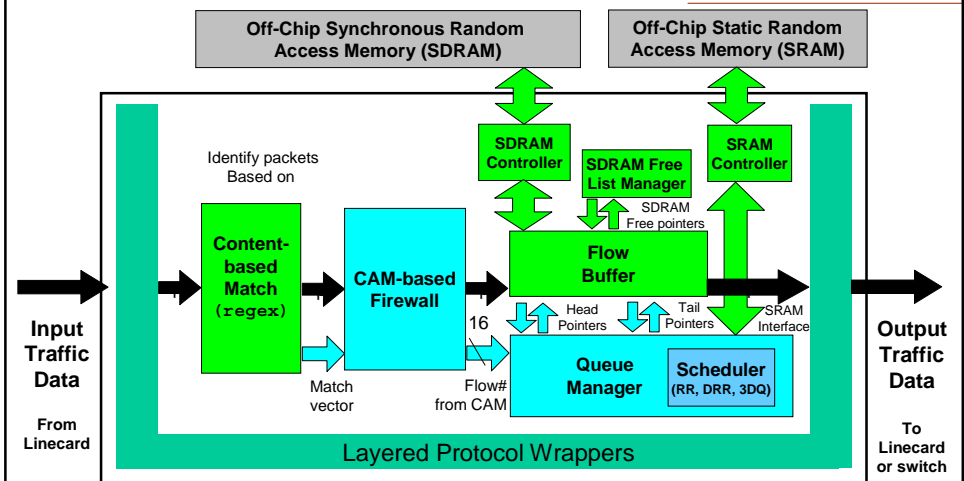 Off-Chip Synchronous Random
Access Memory (SDRAM)
Off-Chip Static Random
Access Memory (SRAM)
SDRAM
Controller
SDRAM Free
List Manager
SRAM
Controller
Identify packets
Based on
SDRAM
Free pointers
Content-
based
Match
(regex)
CAM-based
Firewall
Flow
Buffer
Head
Pointers
Tail
Pointers
SRAM
Interface
16
Input
Traffic
Data
From
Linecard
Match
vector
Flow#
from CAM
Queue
Manager
Scheduler
(RR, DRR, 3DQ)
Output
Traffic
Data
To
Linecard
or switch
Layered Protocol Wrappers